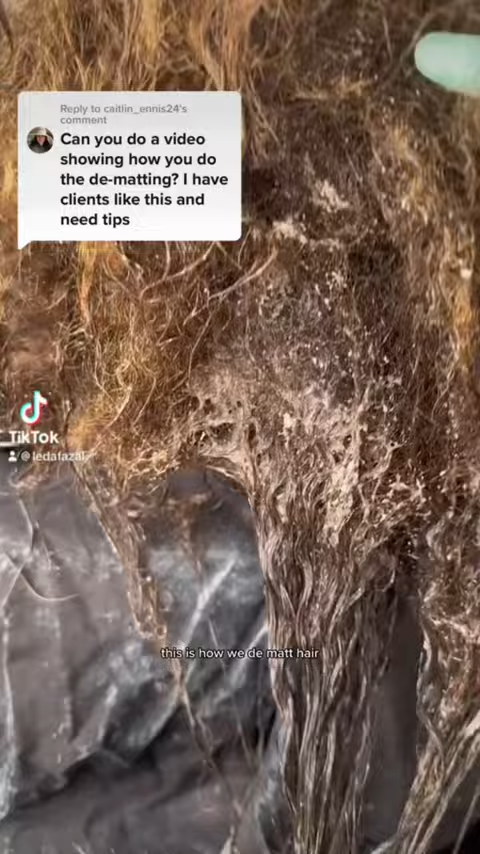 Reply to caitlin_ennis24's
comment
Can you do a video
showing how you do
the de-matting? I have
clients like this and
need tips
TikTok
@ledafazal
this is how we de matt hair